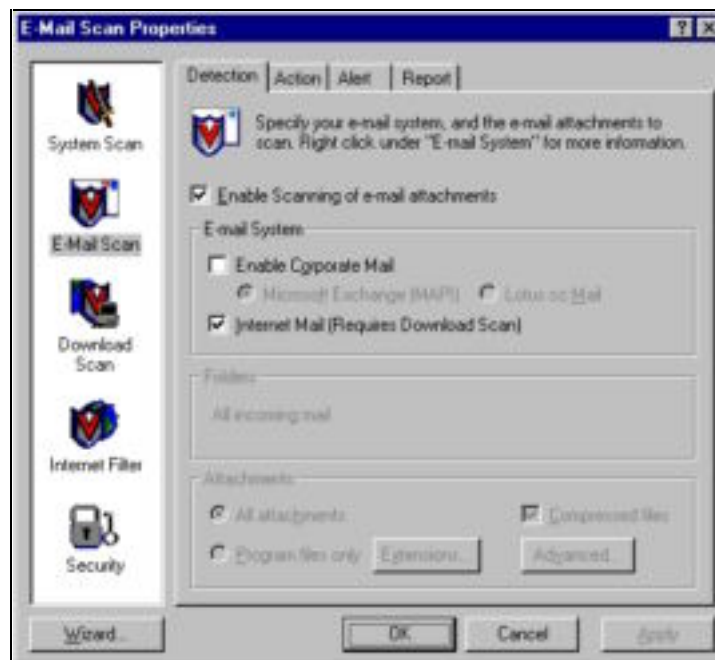 E-Mail Scan Properties
System Scan
E-Mail Scan
Download
Scan
Internet Filter
Security
Wizard...
Detection Action Alert Report
Specify your e-mail system, and the e-mail attachments to
scan. Right click under "E-mail System" for more information.
Enable Scanning of e-mail attachments
E-mail System
Enable Corporate Mail
Microsoft Exchange (MAPI) Lotus cc:Mail
Internet Mail (Requires Download Scan)
Folders
All incoming mail
Attachments
All attachments Compressed files
Program files only Extensions... Advanced...
OK Cancel Apply